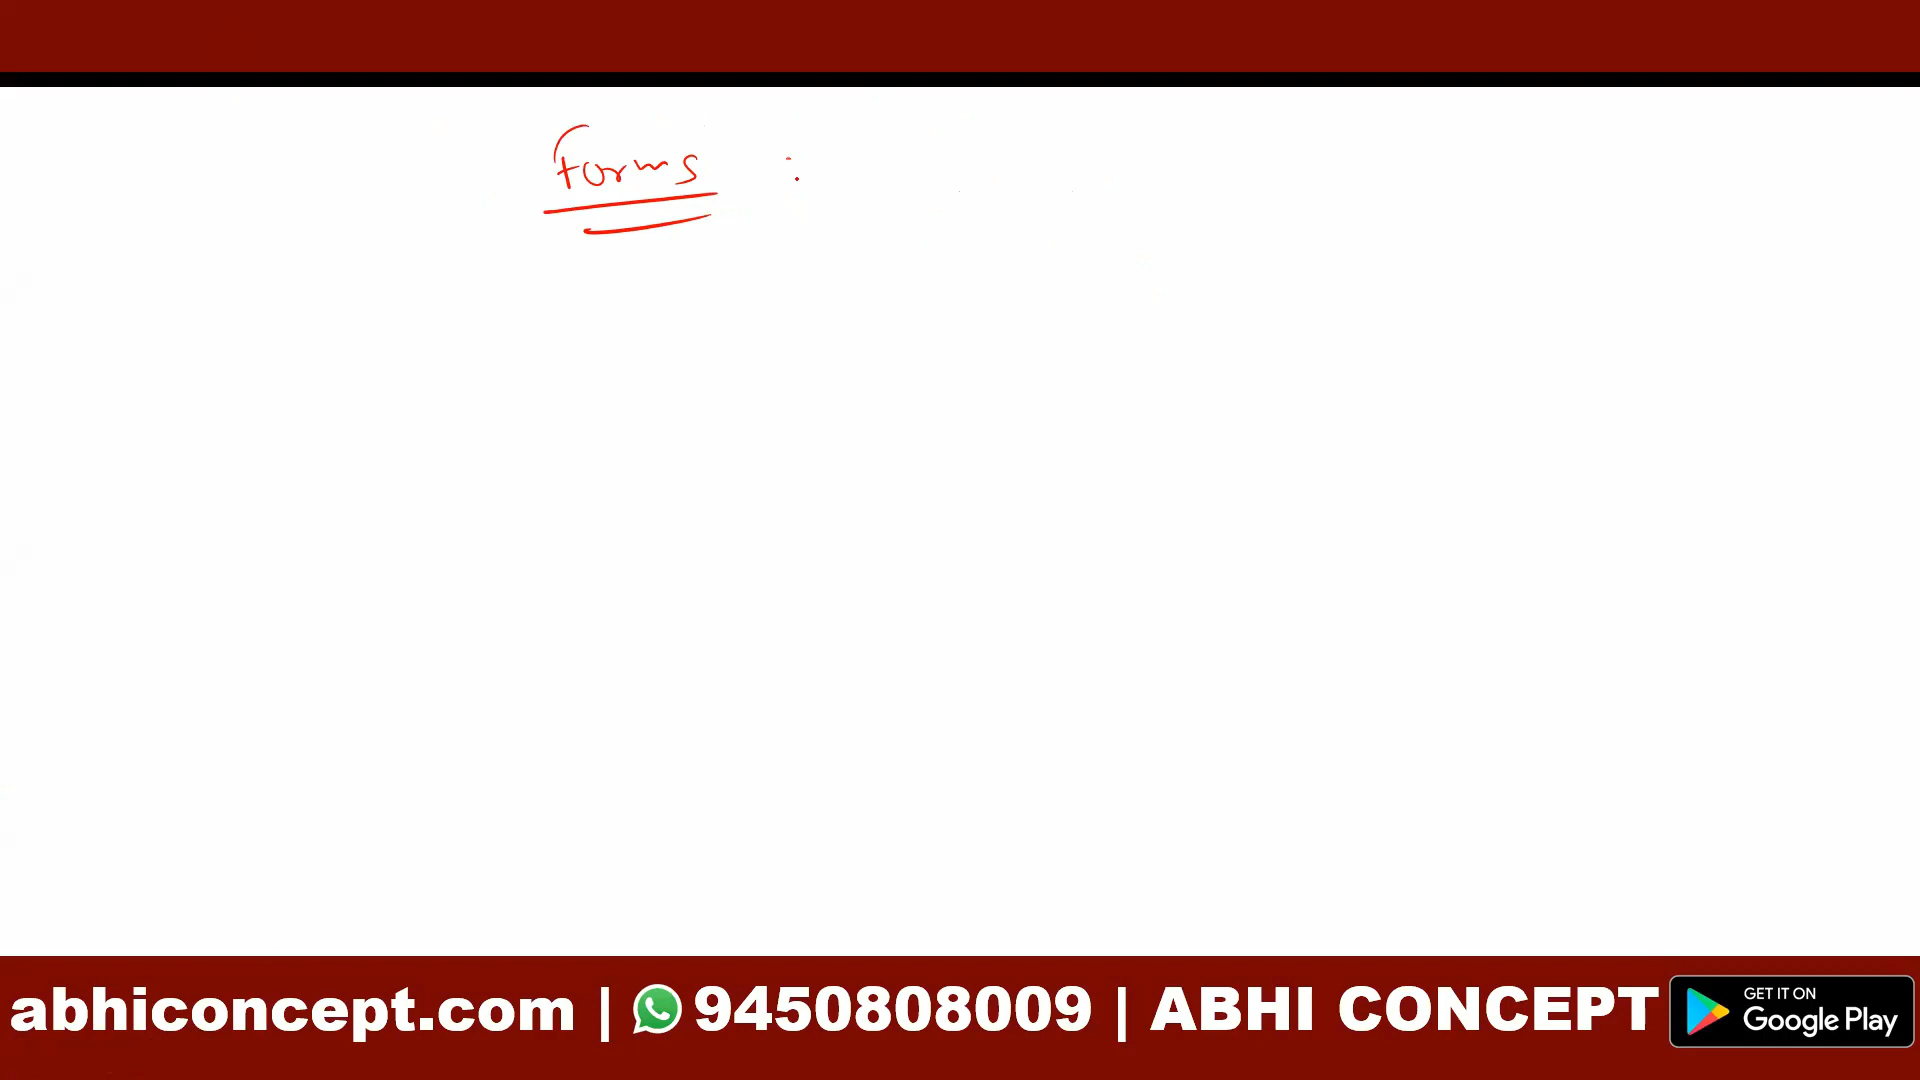 Forms :
abhiconcept.com | 9450808009 | ABHI CONCEPT
GET IT ON
Google Play